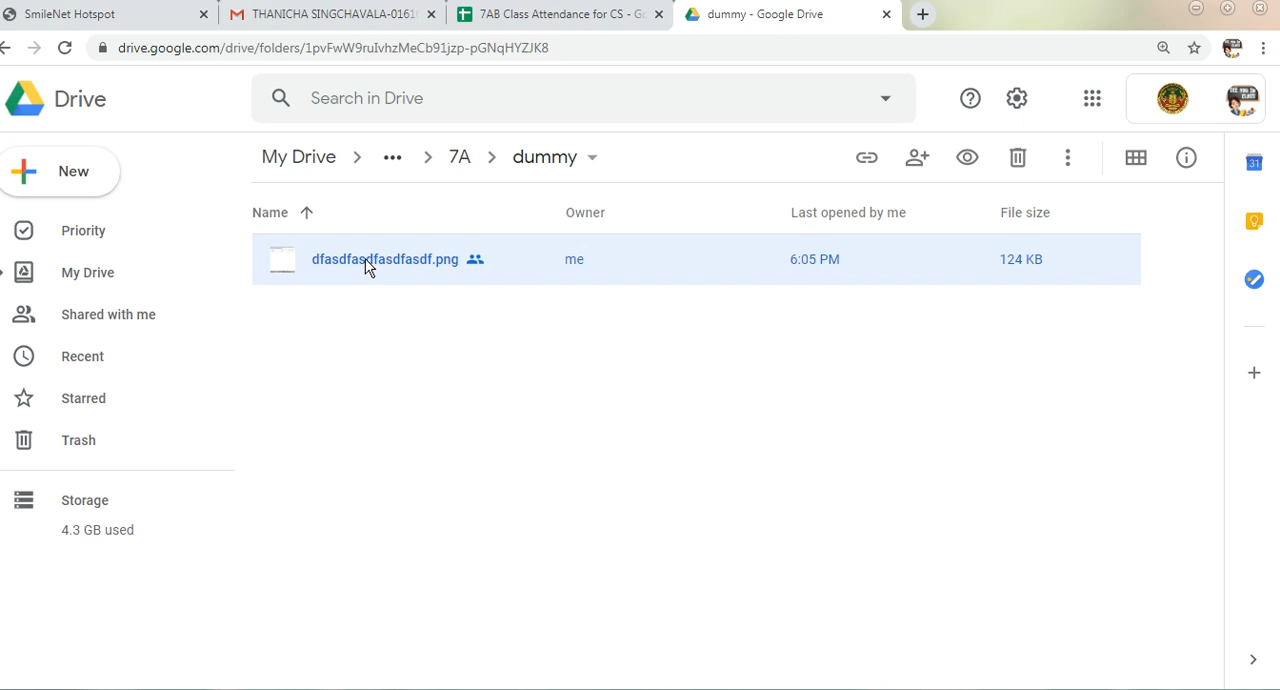 SmileNet Hotspot
THANICHA SINGCHAVALA-0161
7AB Class Attendance for CS - Go
dummy - Google Drive
drive.google.com/drive/folders/1pvFwW9ruIvhzMeCb91jzp-pGNqHYZJK8
Drive
Search in Drive
New
My Drive > ... > 7A > dummy
Name
Owner
Last opened by me
File size
dfasdfasdfasdfasdf.png
me
6:05 PM
124 KB
Priority
My Drive
Shared with me
Recent
Starred
Trash
Storage
4.3 GB used
31